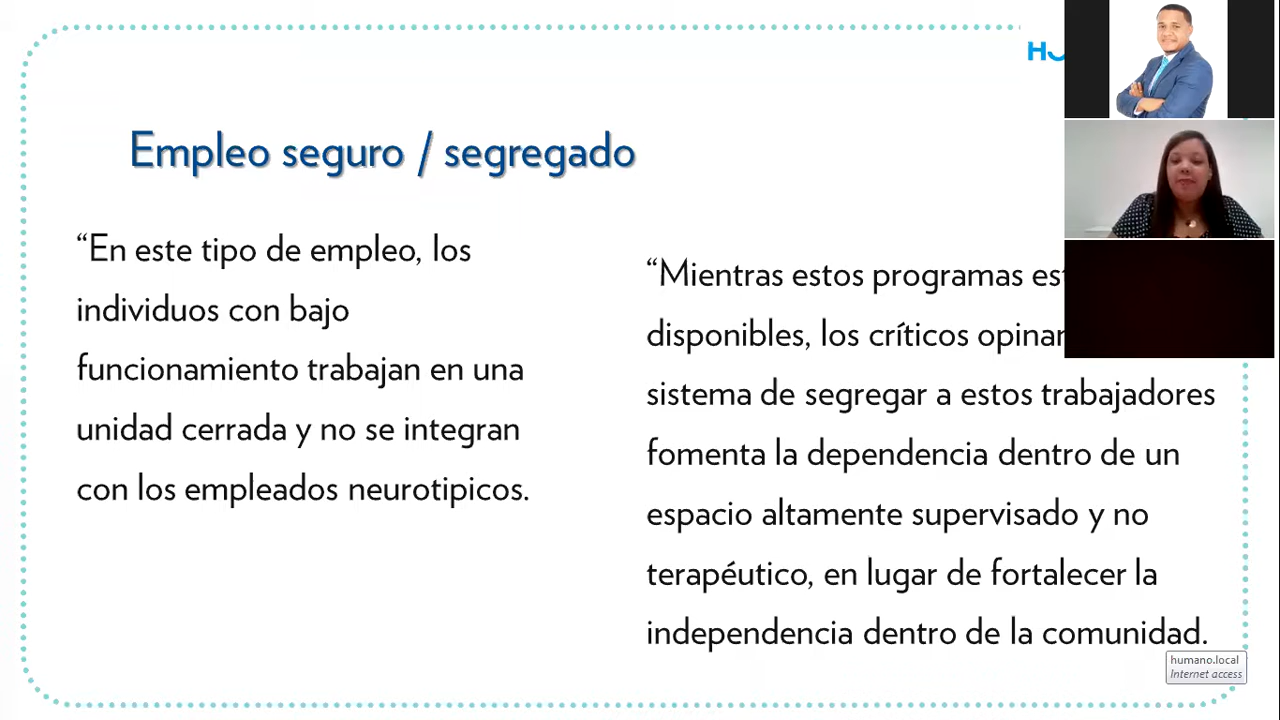 Empleo seguro / segregado
“En este tipo de empleo, los
individuos con bajo
funcionamiento trabajan en una
unidad cerrada y no se integran
con los empleados neurotipicos.
“Mientras estos programas
disponibles, los críticos
sistema de segregar a estos trabajadores
fomenta la dependencia dentro de un
espacio altamente supervisado y no
terapéutico, en lugar de fortalecer la
independencia dentro de la comunidad.
humano.local
Internet access